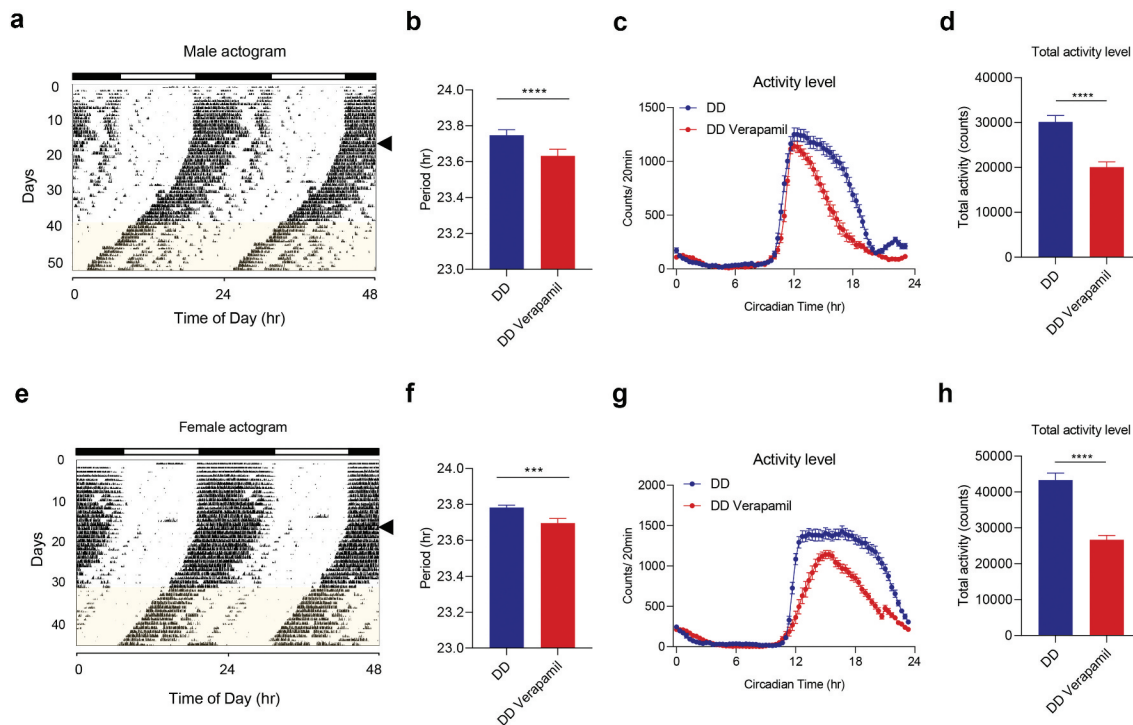 a
Male actogram
0
10
20
30
40
50
Days
0
24
48
Time of Day (hr)
b
24.0
23.8
23.6
23.4
23.2
23.0
Period (hr)
****
DD
DD Verapamil
c
Activity level
DD
DD Verapamil
1500
1000
500
0
Counts/ 20min
0
6
12
18
24
Circadian Time (hr)
d
Total activity level
40000
30000
20000
10000
0
Total activity (counts)
****
DD
DD Verapamil
e
Female actogram
0
10
20
30
40
Days
0
24
48
Time of Day (hr)
f
24.0
23.8
23.6
23.4
23.2
23.0
Period (hr)
***
DD
DD Verapamil
g
Activity level
DD
DD Verapamil
2000
1500
1000
500
0
Counts/ 20min
0
6
12
18
24
Circadian Time (hr)
h
Total activity level
50000
40000
30000
20000
10000
0
Total activity (counts)
****
DD
DD Verapamil